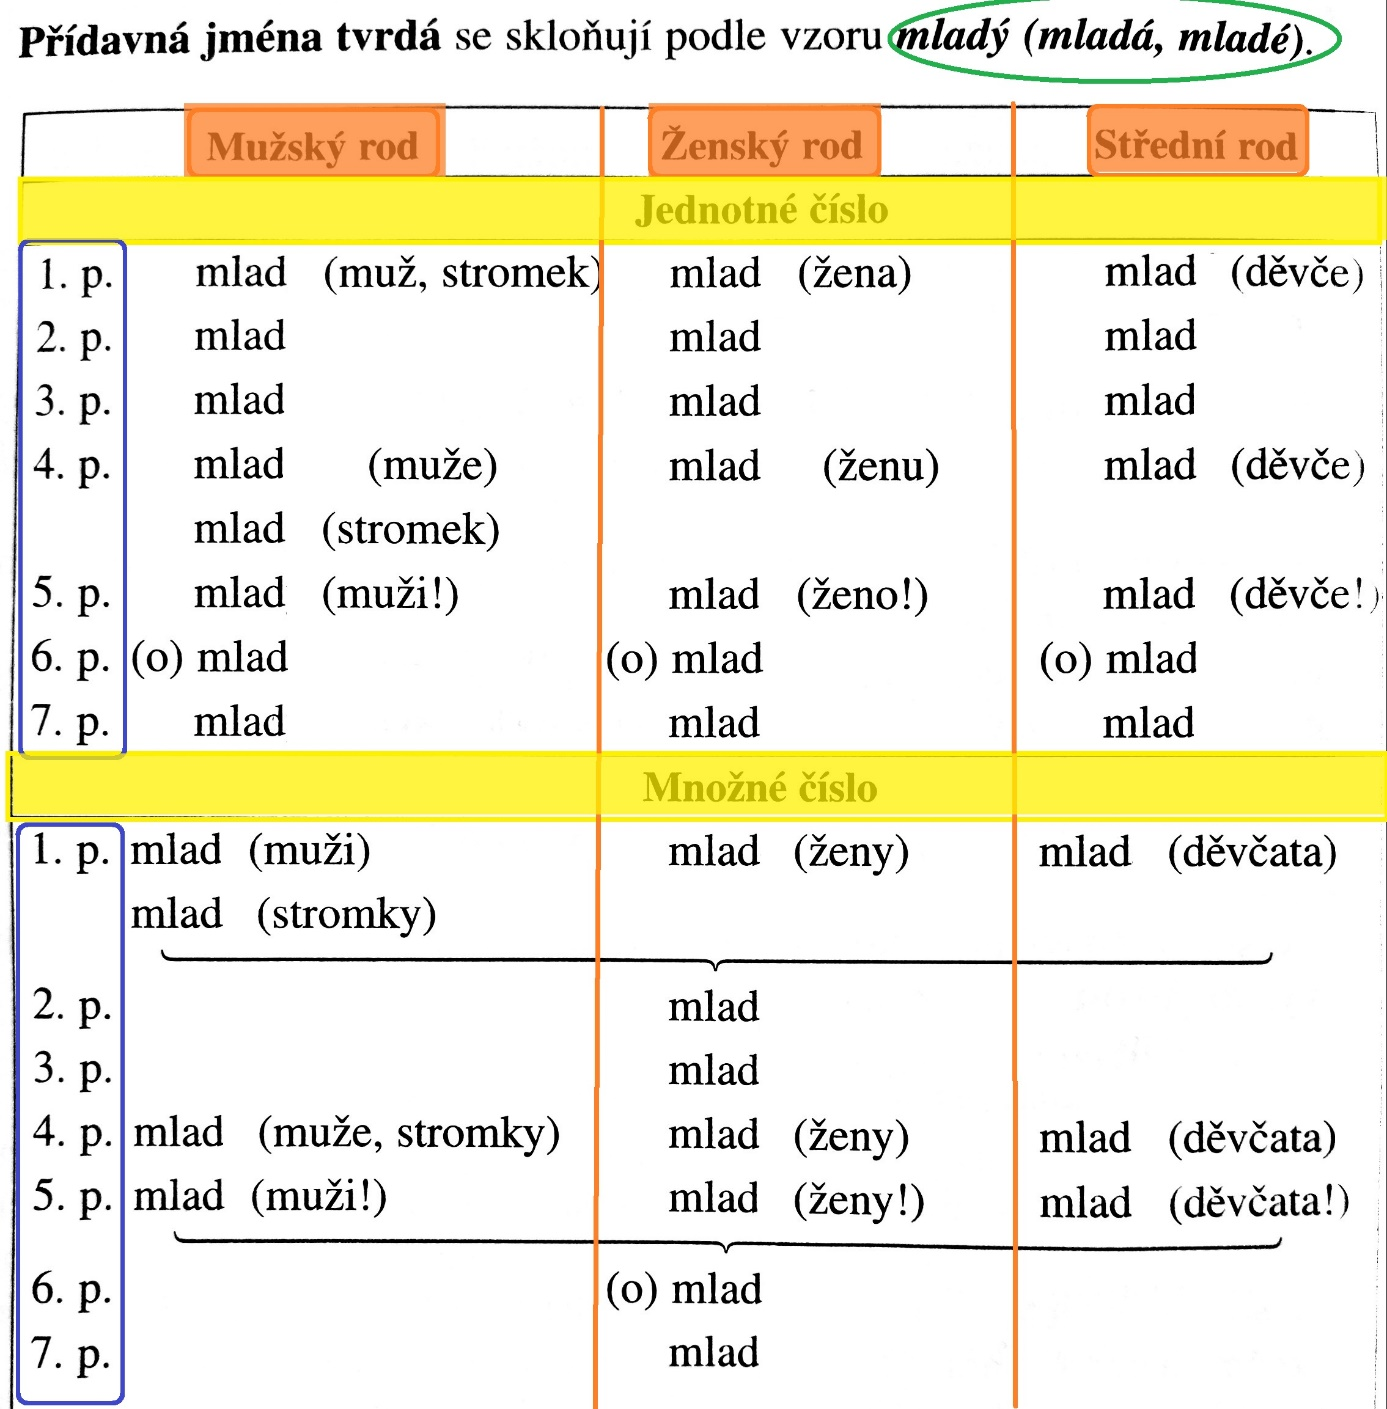 Přídavná jména tvrdá se skloňují podle vzoru mladý (mladá, mladé).
Mužský rod Ženský rod Střední rod
Jednotné číslo
1. p. mlad (muž, stromek) mlad (žena) mlad (děvče)
2. p. mlad mlad mlad
3. p. mlad mlad mlad
4. p. mlad (muže) mlad (ženu) mlad (děvče)
mlad (stromek)
5. p. mlad (muži!) mlad (ženo!) mlad (děvče!)
6. p. (o) mlad (o) mlad (o) mlad
7. p. mlad mlad mlad
Množné číslo
1. p. mlad (muži) mlad (ženy) mlad (děvčata)
mlad (stromky)
2. p. mlad
3. p. mlad
4. p. mlad (muže, stromky) mlad (ženy) mlad (děvčata)
5. p. mlad (muži!) mlad (ženy!) mlad (děvčata!)
6. p. (o) mlad
7. p. mlad